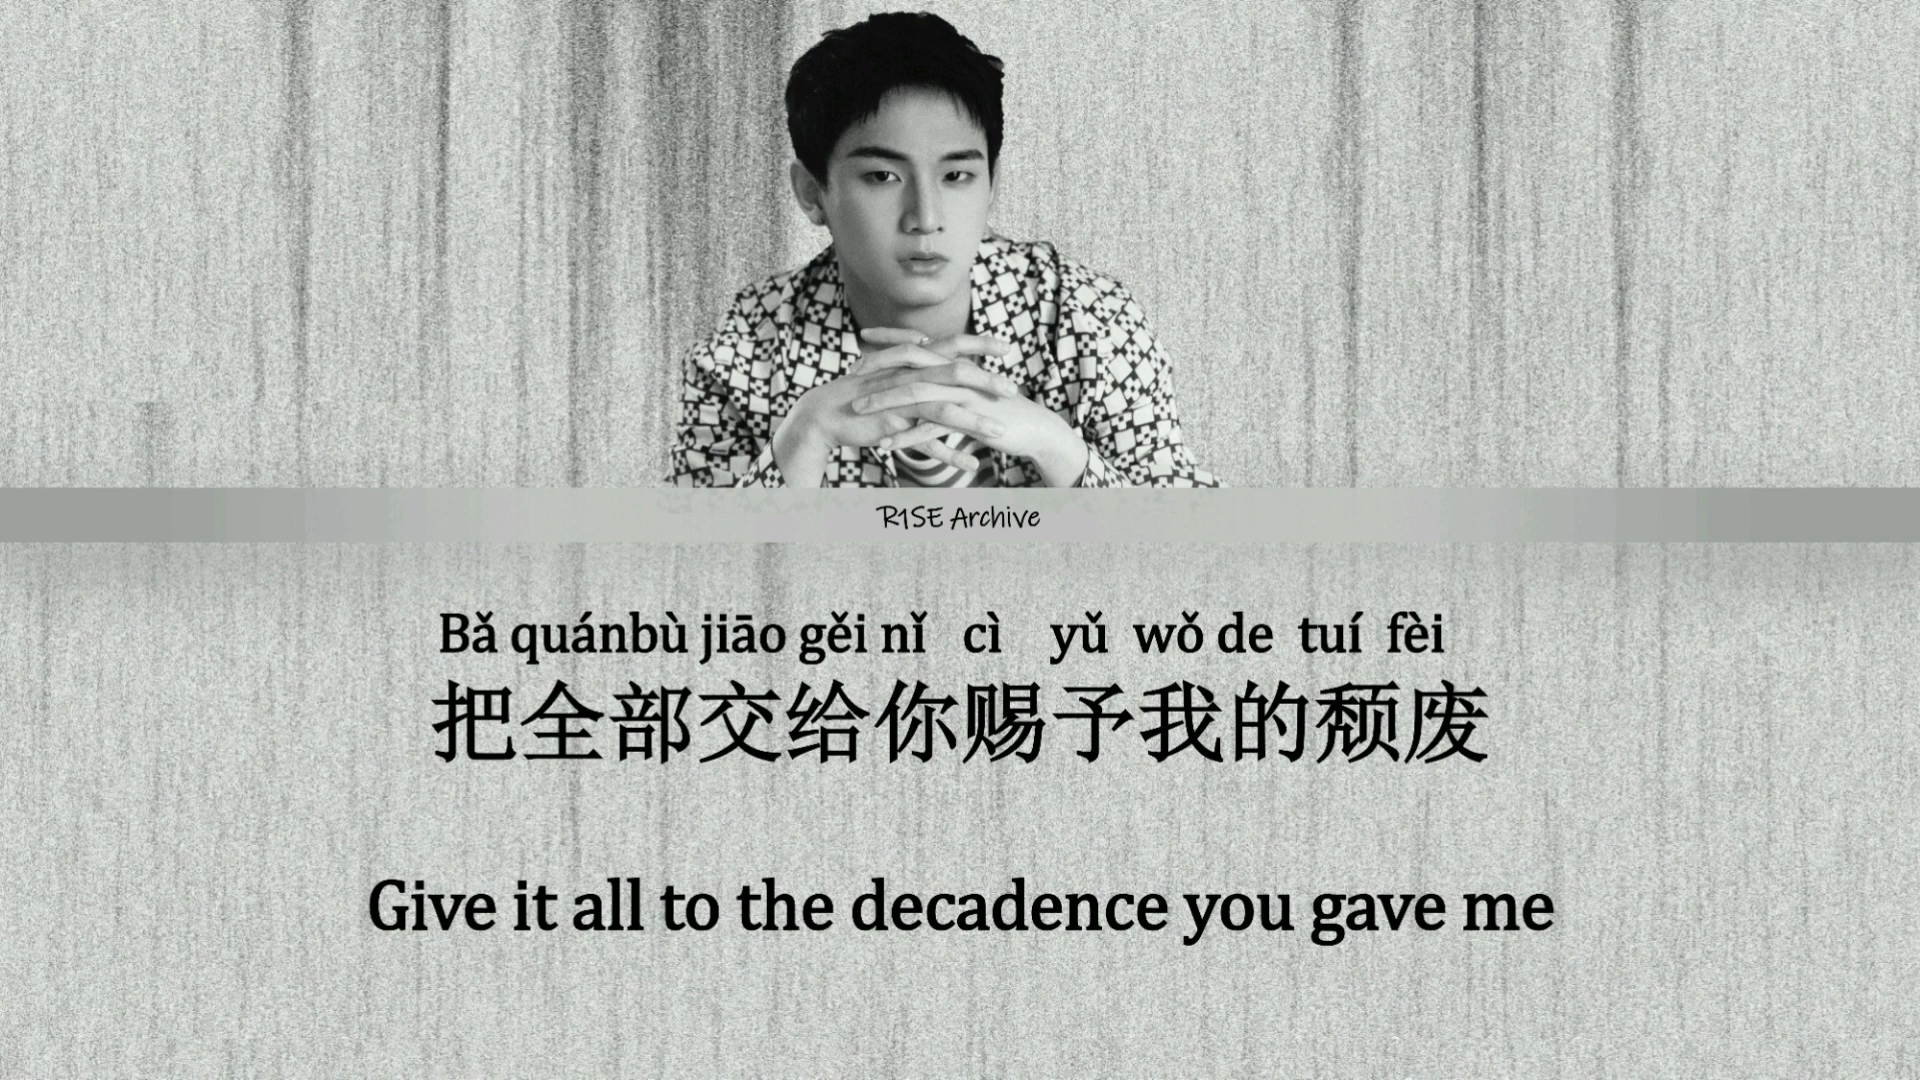 R1SE Archive
Bǎ quánbù jiāo gěi nǐ cì yǔ wǒ de tuí fèi
把全部交给你赐予我的颓废
Give it all to the decadence you gave me